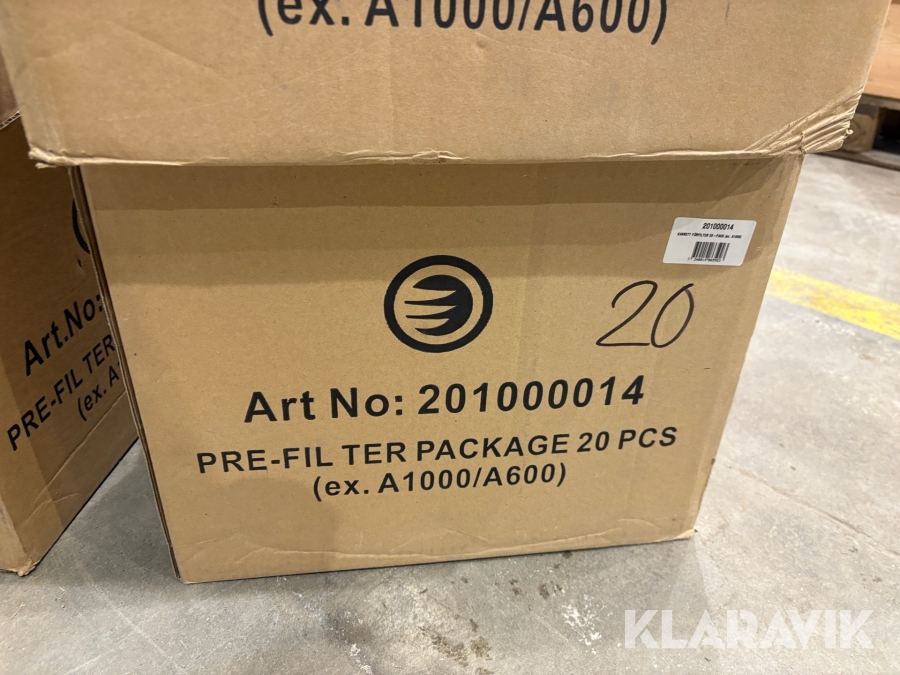 (ex. A1000/A600)
201000014
20
Art No: 201000014
PRE-FIL TER PACKAGE 20 PCS
(ex. A1000/A600)
Art.No:
PRE-FIL TER
(ex. A
KLARAVIK